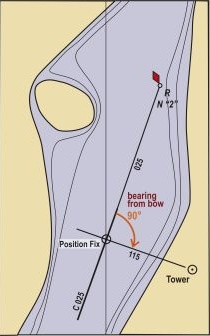 R
N "2"
025
bearing
from bow
90°
Position Fix
115
Tower
C 025